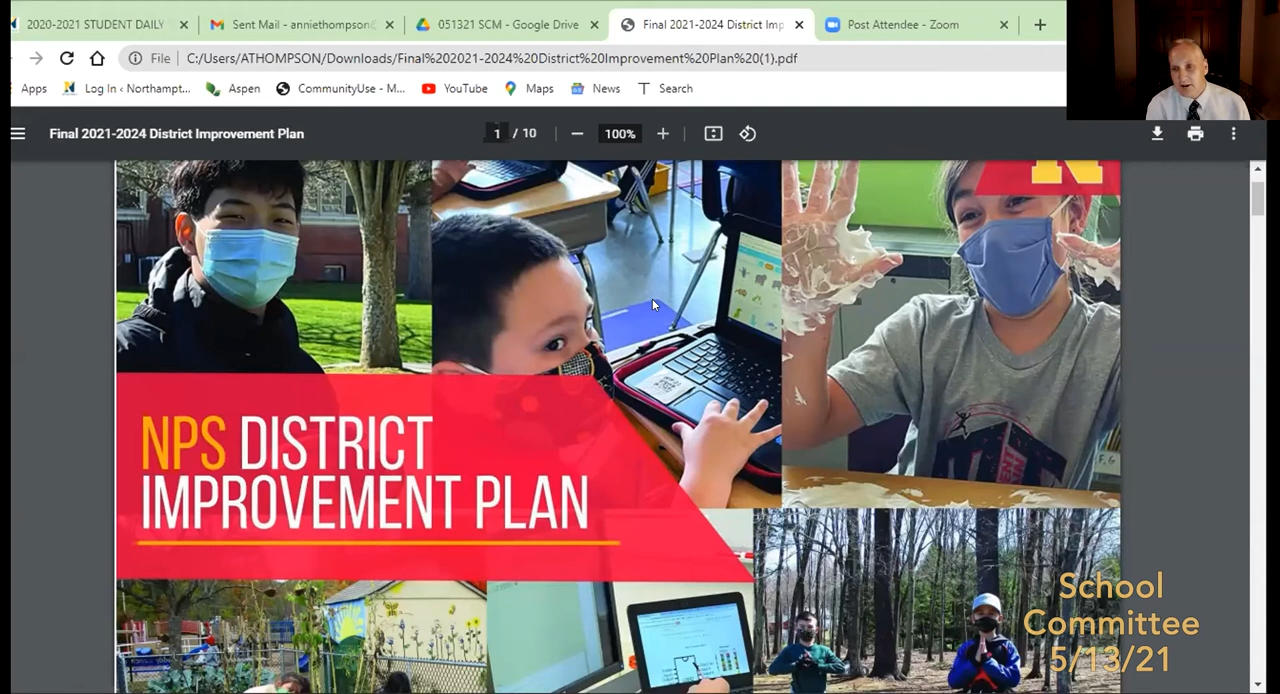 2020-2021 STUDENT DAILY
Sent Mail - anniethompson@
051321 SCM - Google Drive
Final 2021-2024 District Imp
Post Attendee - Zoom
File
C:/Users/ATHOMPSON/Downloads/Final%202021-2024%20District%20Improvement%20Plan%20(1).pdf
Apps
Log In ‹ Northampt...
Aspen
CommunityUse - M...
YouTube
Maps
News
Search
Final 2021-2024 District Improvement Plan
1 / 10
100%
N
NPS DISTRICT
IMPROVEMENT PLAN
School
Committee
5/13/21